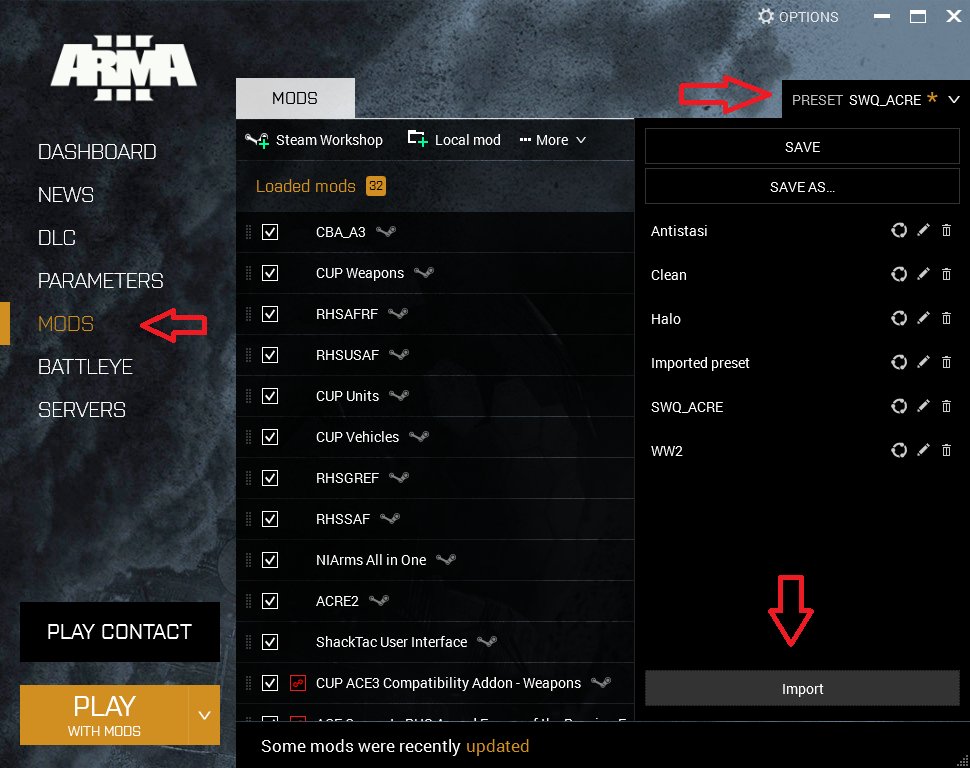 OPTIONS
ARMA III
DASHBOARD
NEWS
DLC
PARAMETERS
MODS
BATTLEYE
SERVERS
PLAY CONTACT
PLAY
WITH MODS
MODS
PRESET SWQ_ACRE *
Steam Workshop Local mod ··· More
Loaded mods 32
CBA_A3
CUP Weapons
RHSAFRF
RHSUSAF
CUP Units
CUP Vehicles
RHSGREF
RHSSAF
NIArms All in One
ACRE2
ShackTac User Interface
CUP ACE3 Compatibility Addon - Weapons
SAVE
SAVE AS...
Antistasi
Clean
Halo
Imported preset
SWQ_ACRE
WW2
Import
Some mods were recently updated